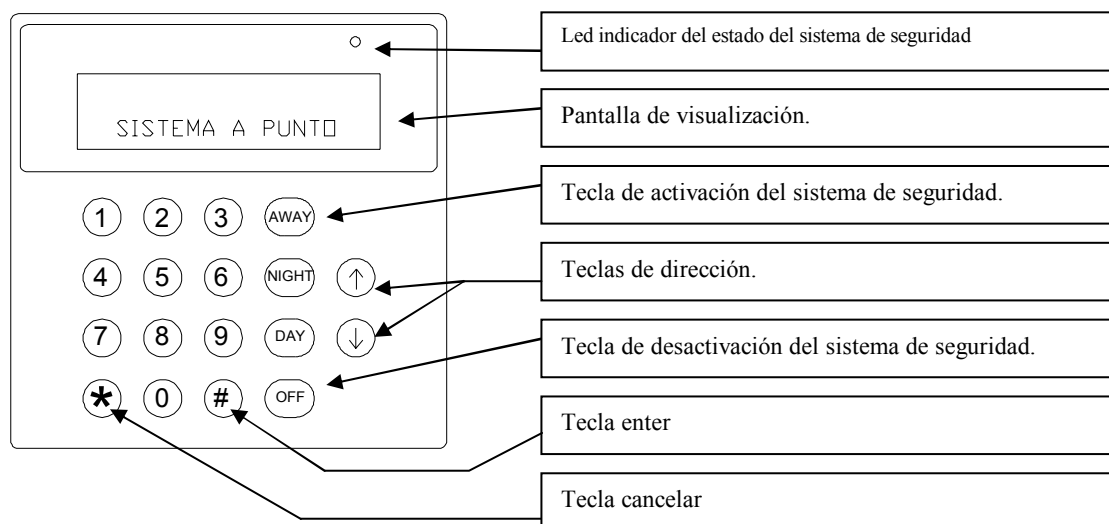 Led indicador del estado del sistema de seguridad
SISTEMA A PUNTO
Pantalla de visualización.
1 2 3 AWAY
Tecla de activación del sistema de seguridad.
4 5 6 NIGHT ↑
Teclas de dirección.
7 8 9 DAY ↓
Tecla de desactivación del sistema de seguridad.
* 0 # OFF
Tecla enter
Tecla cancelar